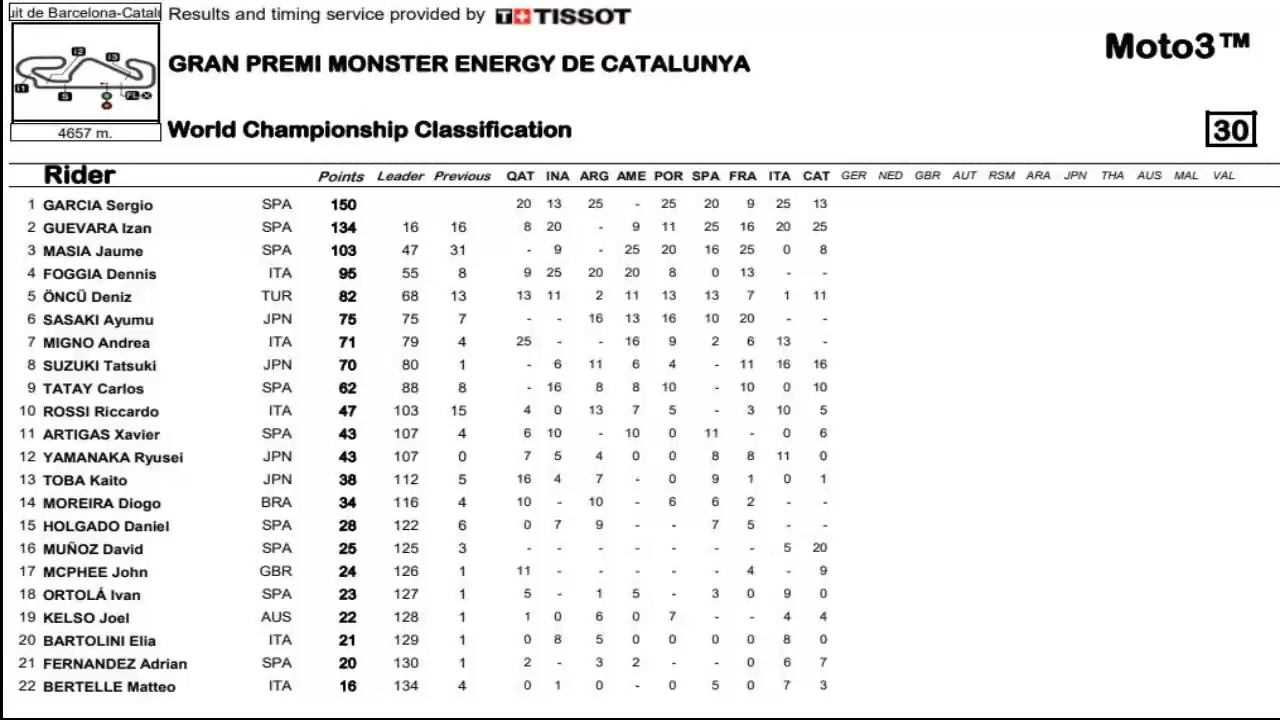 uit de Barcelona-Catalu Results and timing service provided by TISSOT
Moto3™
GRAN PREMI MONSTER ENERGY DE CATALUNYA
I2 I3 I1 S FL
4657 m.
World Championship Classification
30
Rider Points Leader Previous QAT INA ARG AME POR SPA FRA ITA CAT GER NED GBR AUT RSM ARA JPN THA AUS MAL VAL
1 GARCIA Sergio SPA 150 20 13 25 - 25 20 9 25 13
2 GUEVARA Izan SPA 134 16 16 8 20 - 9 11 25 16 20 25
3 MASIA Jaume SPA 103 47 31 - 9 - 25 20 16 25 0 8
4 FOGGIA Dennis ITA 95 55 8 9 25 20 20 8 0 13 - -
5 ÖNCÜ Deniz TUR 82 68 13 13 11 2 11 13 13 7 1 11
6 SASAKI Ayumu JPN 75 75 7 - - 16 13 16 10 20 - -
7 MIGNO Andrea ITA 71 79 4 25 - - 16 9 2 6 13 -
8 SUZUKI Tatsuki JPN 70 80 1 - 6 11 6 4 - 11 16 16
9 TATAY Carlos SPA 62 88 8 - 16 8 8 10 - 10 0 10
10 ROSSI Riccardo ITA 47 103 15 4 0 13 7 5 - 3 10 5
11 ARTIGAS Xavier SPA 43 107 4 6 10 - 10 0 11 - 0 6
12 YAMANAKA Ryusei JPN 43 107 0 7 5 4 0 0 8 8 11 0
13 TOBA Kaito JPN 38 112 5 16 4 7 - 0 9 1 0 1
14 MOREIRA Diogo BRA 34 116 4 10 - 10 - 6 6 2 - -
15 HOLGADO Daniel SPA 28 122 6 0 7 9 - - 7 5 - -
16 MUÑOZ David SPA 25 125 3 - - - - - - - 5 20
17 MCPHEE John GBR 24 126 1 11 - - - - - 4 - 9
18 ORTOLÁ Ivan SPA 23 127 1 5 - 1 5 - 3 0 9 0
19 KELSO Joel AUS 22 128 1 1 0 6 0 7 - - 4 4
20 BARTOLINI Elia ITA 21 129 1 0 8 5 0 0 0 0 8 0
21 FERNANDEZ Adrian SPA 20 130 1 2 - 3 2 - - 0 6 7
22 BERTELLE Matteo ITA 16 134 4 0 1 0 - 0 5 0 7 3